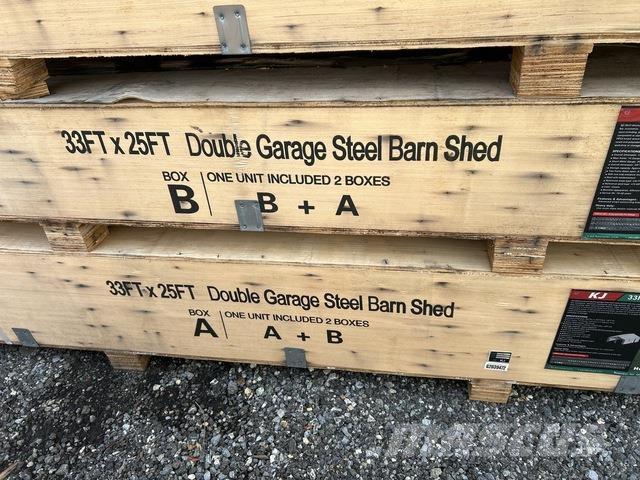 33FT x 25FT Double Garage Steel Barn Shed
BOX
B
ONE UNIT INCLUDED 2 BOXES
B + A
33FT x 25FT Double Garage Steel Barn Shed
BOX
A
ONE UNIT INCLUDED 2 BOXES
A + B
KJ